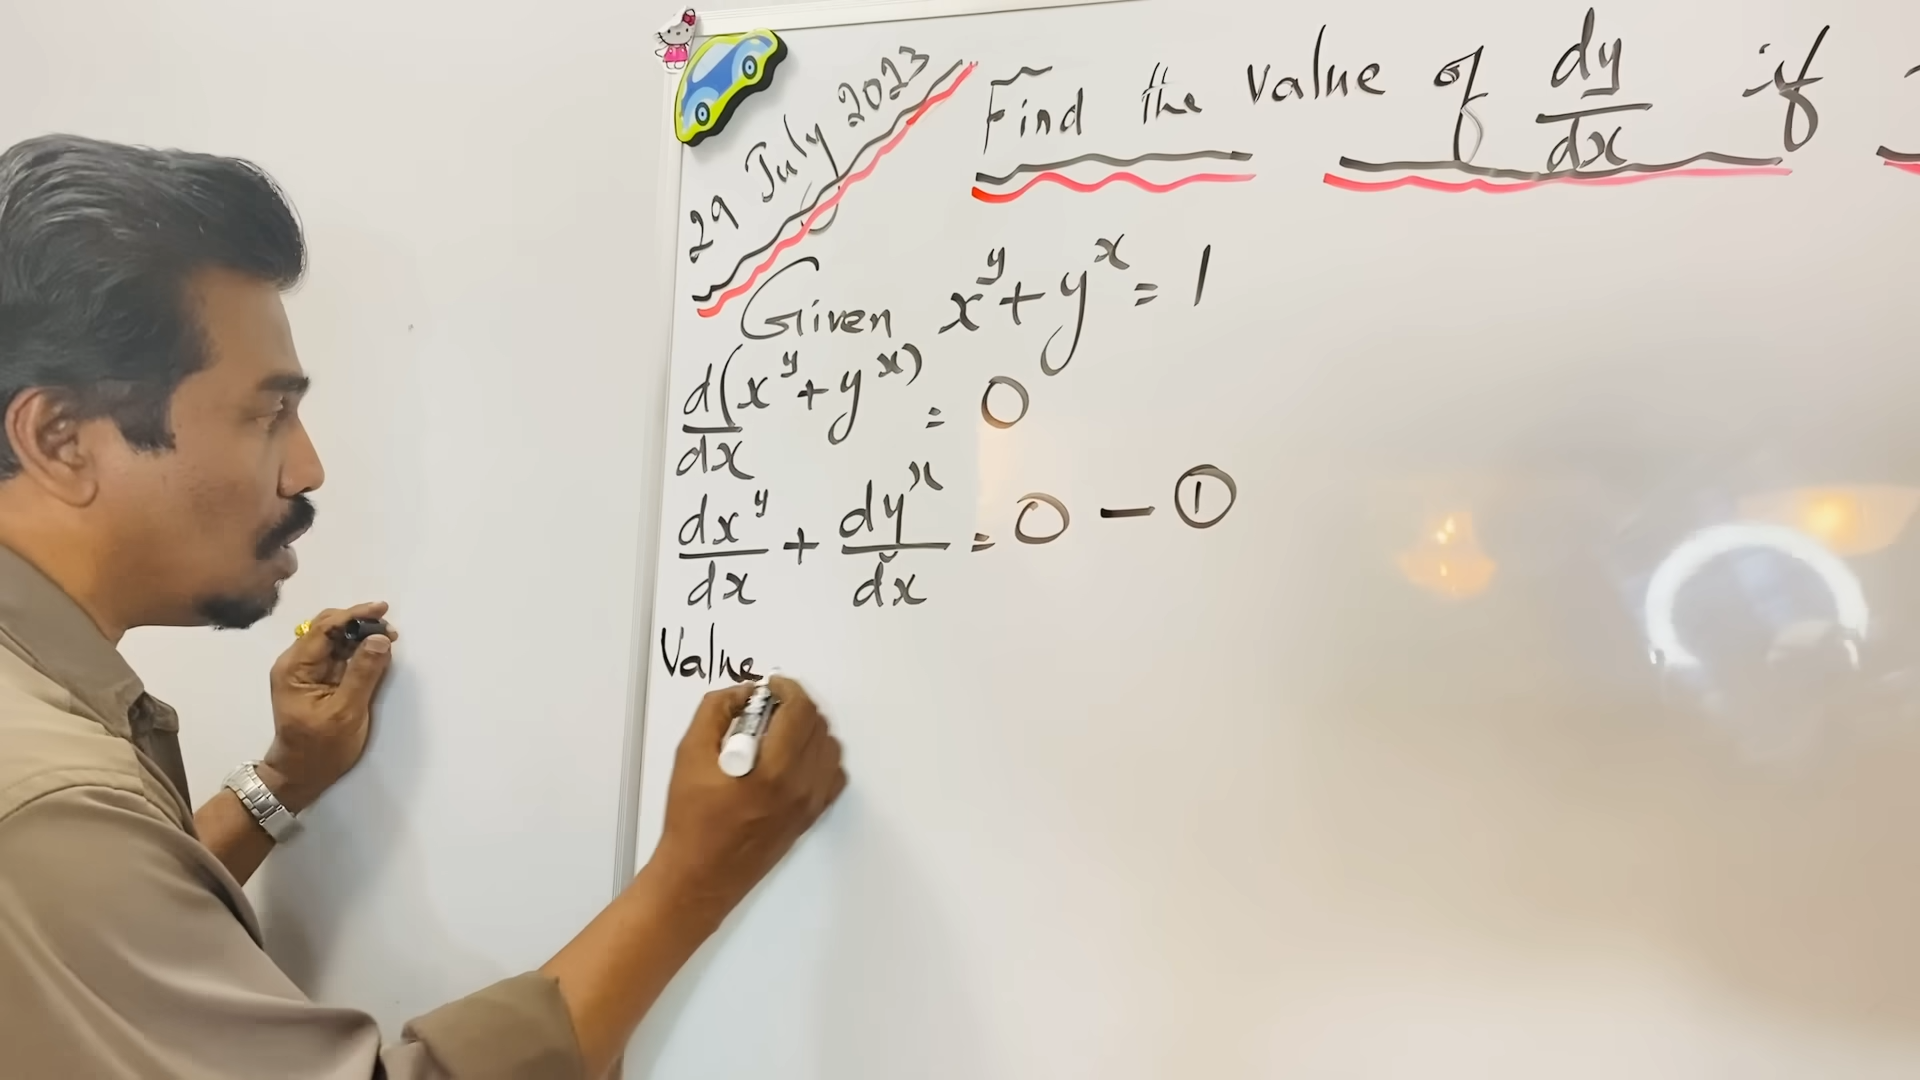 29 July 2023
Find the value of dy/dx if
Given x^y + y^x = 1
d/dx (x^y + y^x) = 0
dx^y/dx + dy^x/dx = 0 — ①
Value